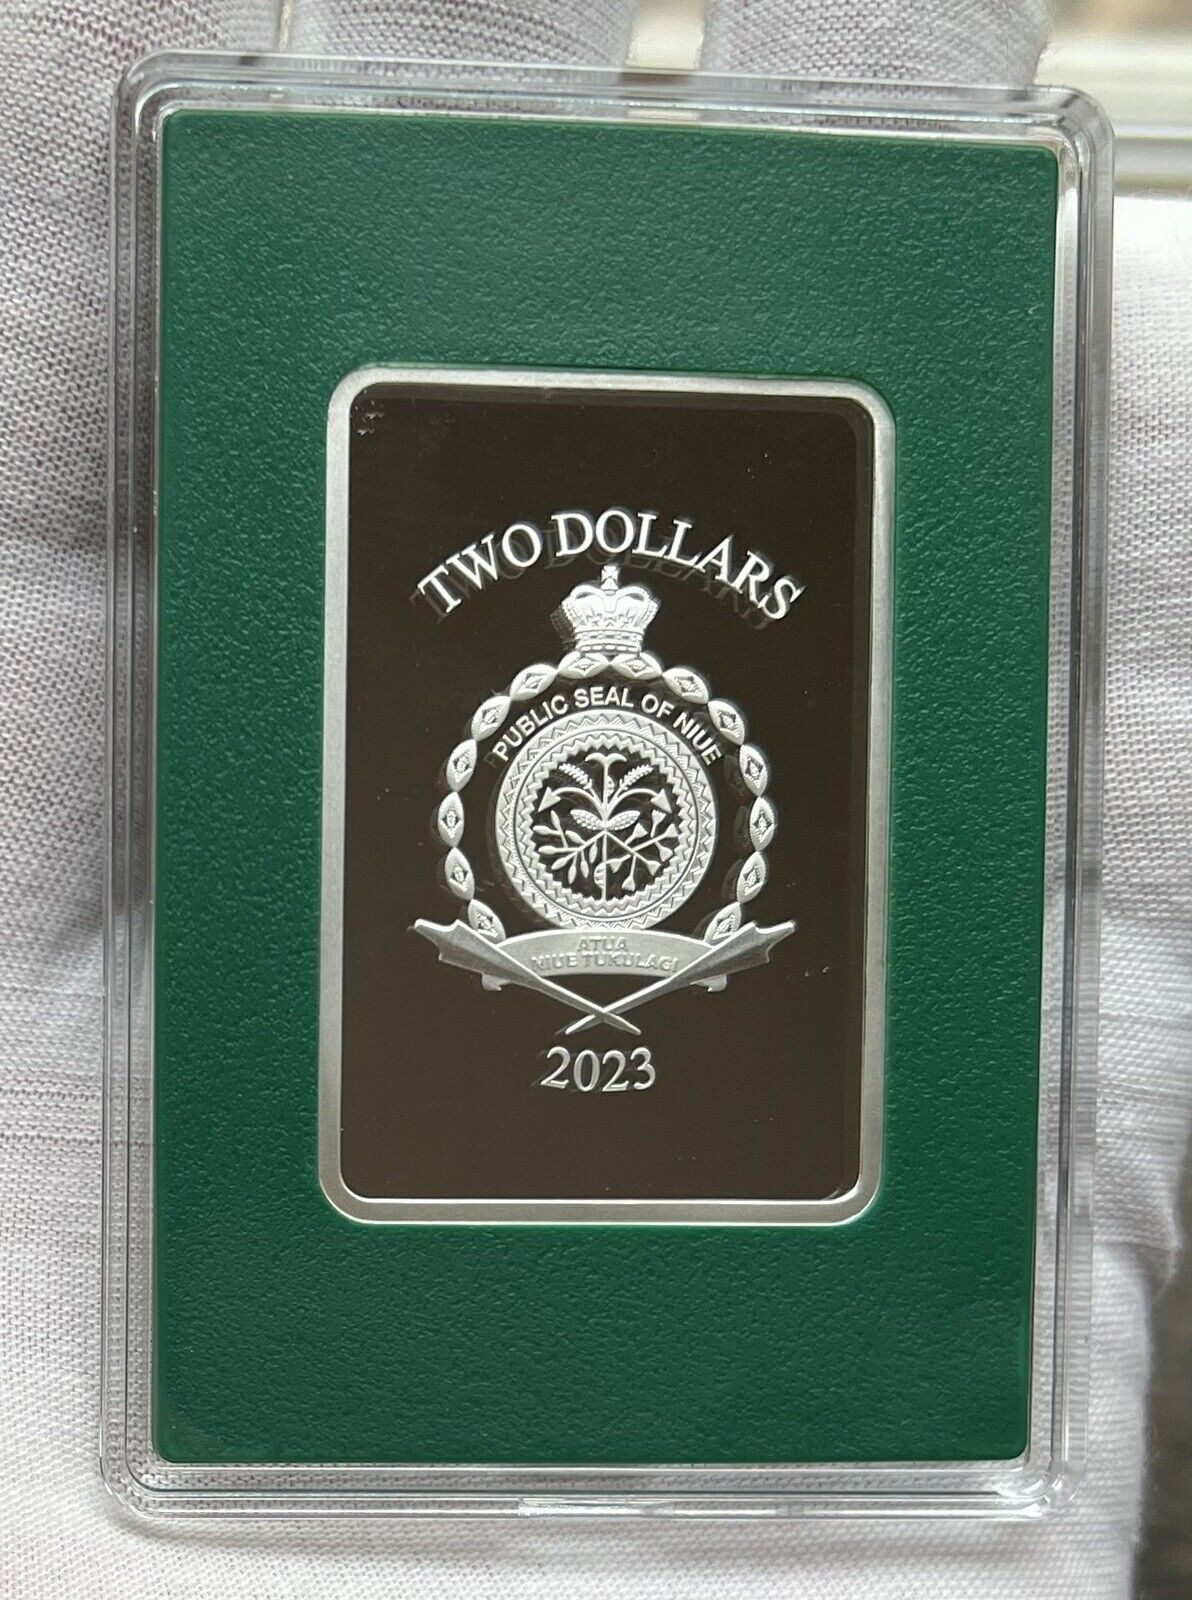 TWO DOLLARS
PUBLIC SEAL OF NIUE
ATUA
NIUE TUKULAGI
2023